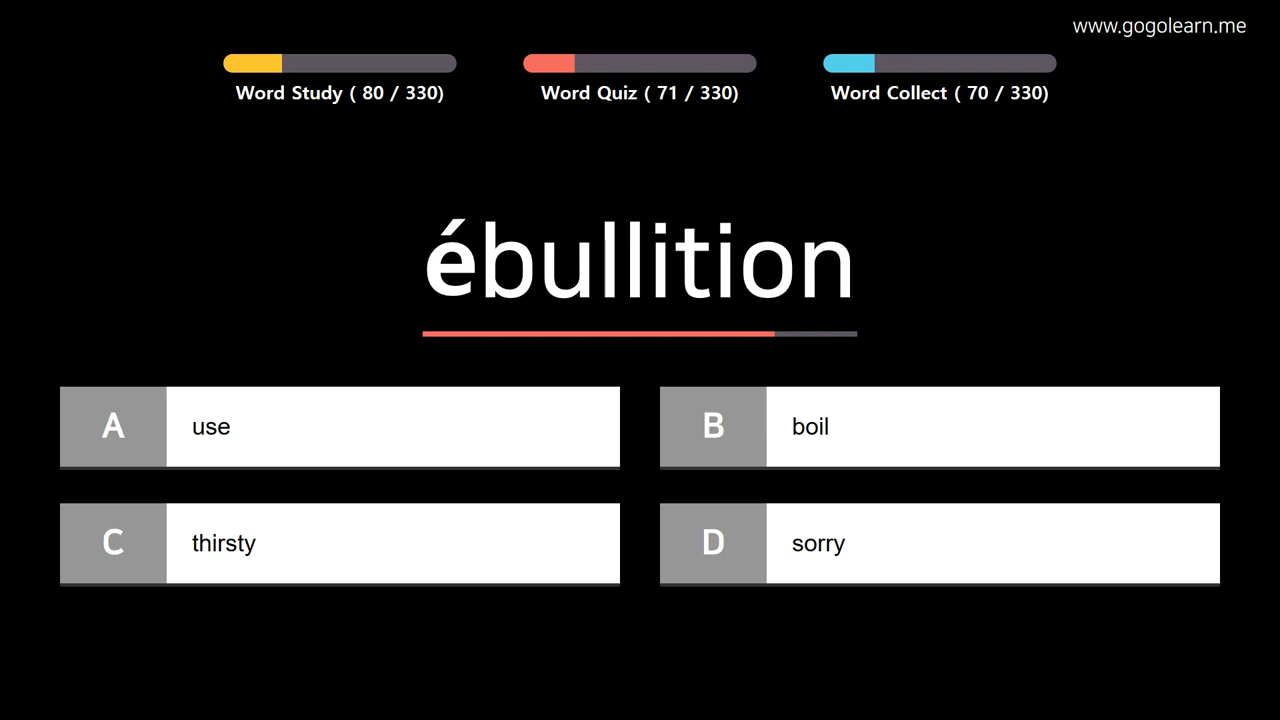 www.gogolearn.me
Word Study ( 80 / 330)
Word Quiz ( 71 / 330)
Word Collect ( 70 / 330)
ébullition
A use
B boil
C thirsty
D sorry